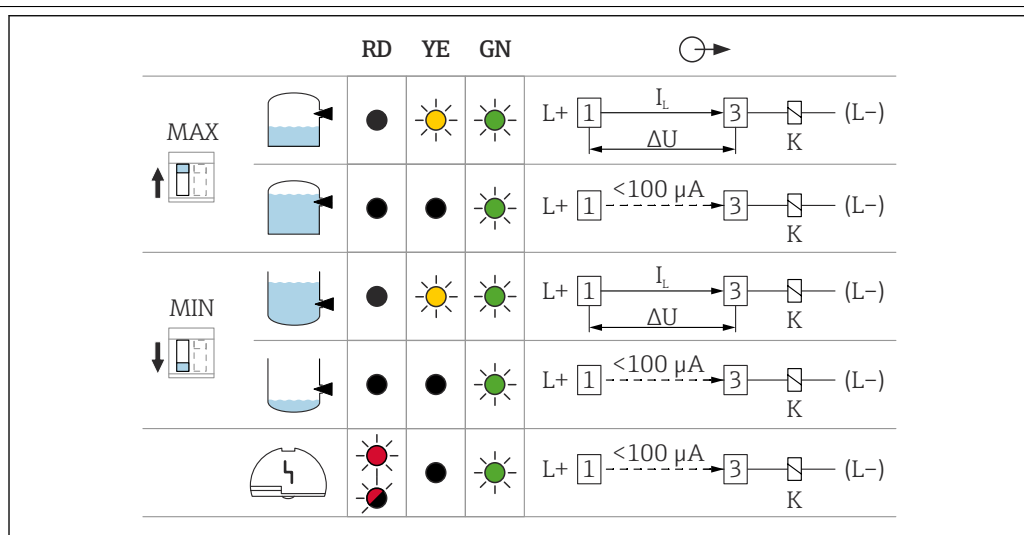 RD YE GN
MAX
L+ 1 I_L 3 (L–)
ΔU K
L+ 1 <100 µA 3 (L–)
K
MIN
L+ 1 I_L 3 (L–)
ΔU K
L+ 1 <100 µA 3 (L–)
K
L+ 1 <100 µA 3 (L–)
K